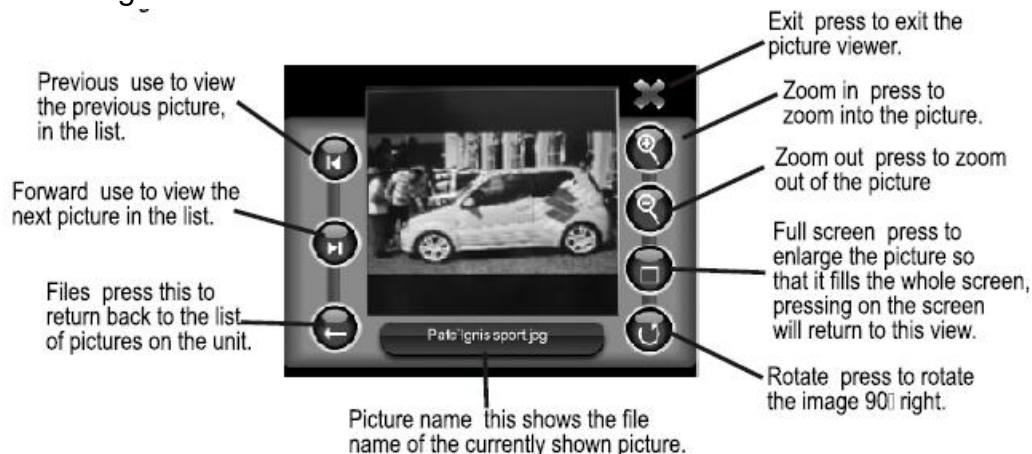 Exit press to exit the
picture viewer.
Previous use to view
the previous picture,
in the list.
Zoom in press to
zoom into the picture.
Zoom out press to zoom
out of the picture
Forward use to view the
next picture in the list.
Full screen press to
enlarge the picture so
that it fills the whole screen,
pressing on the screen
will return to this view.
Files press this to
return back to the list
of pictures on the unit.
Pats'Ignis sport.jpg
Rotate press to rotate
the image 90▯ right.
Picture name this shows the file
name of the currently shown picture.